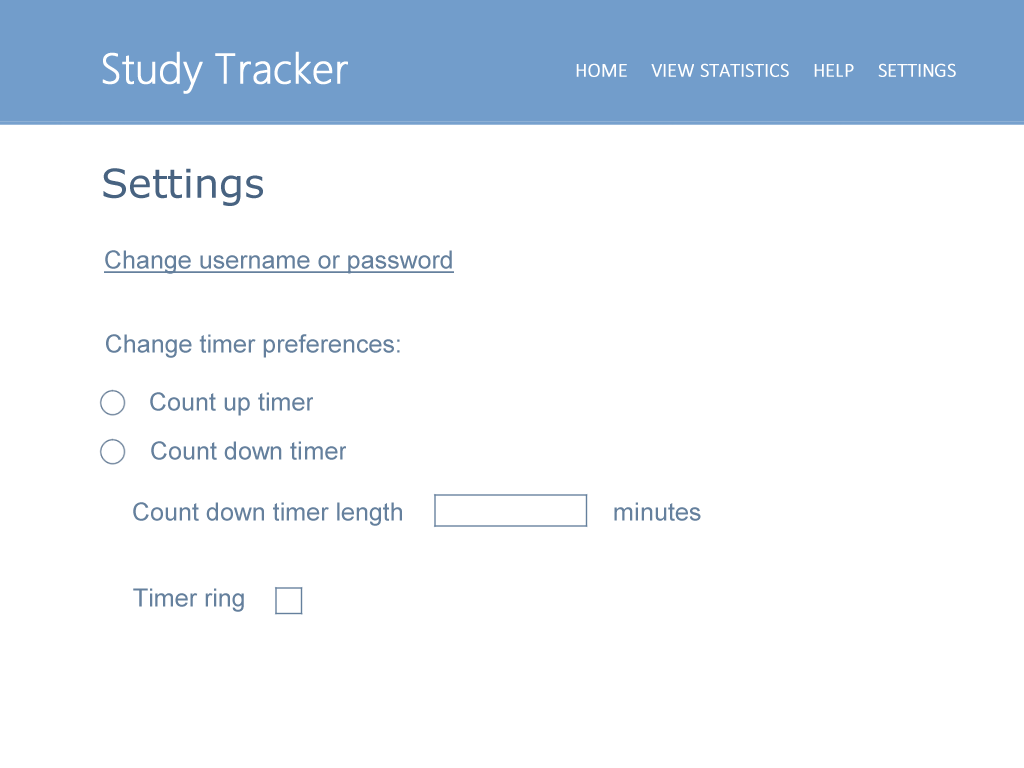 Study Tracker
HOME VIEW STATISTICS HELP SETTINGS
Settings
Change username or password
Change timer preferences:
Count up timer
Count down timer
Count down timer length minutes
Timer ring